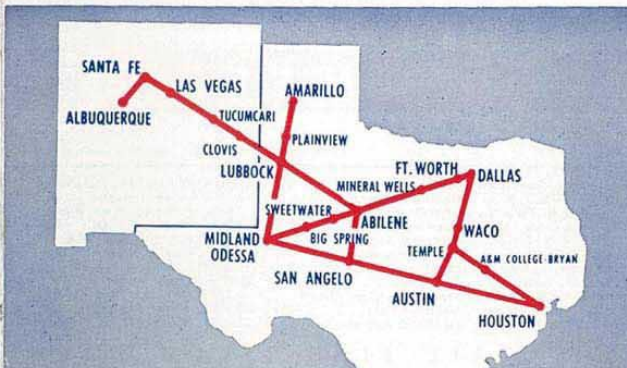 SANTA FE
LAS VEGAS
AMARILLO
ALBUQUERQUE
TUCUMCARI
PLAINVIEW
CLOVIS
LUBBOCK
FT. WORTH
DALLAS
MINERAL WELLS
SWEETWATER
ABILENE
WACO
MIDLAND
ODESSA
BIG SPRING
TEMPLE
A&M COLLEGE-BRYAN
SAN ANGELO
AUSTIN
HOUSTON